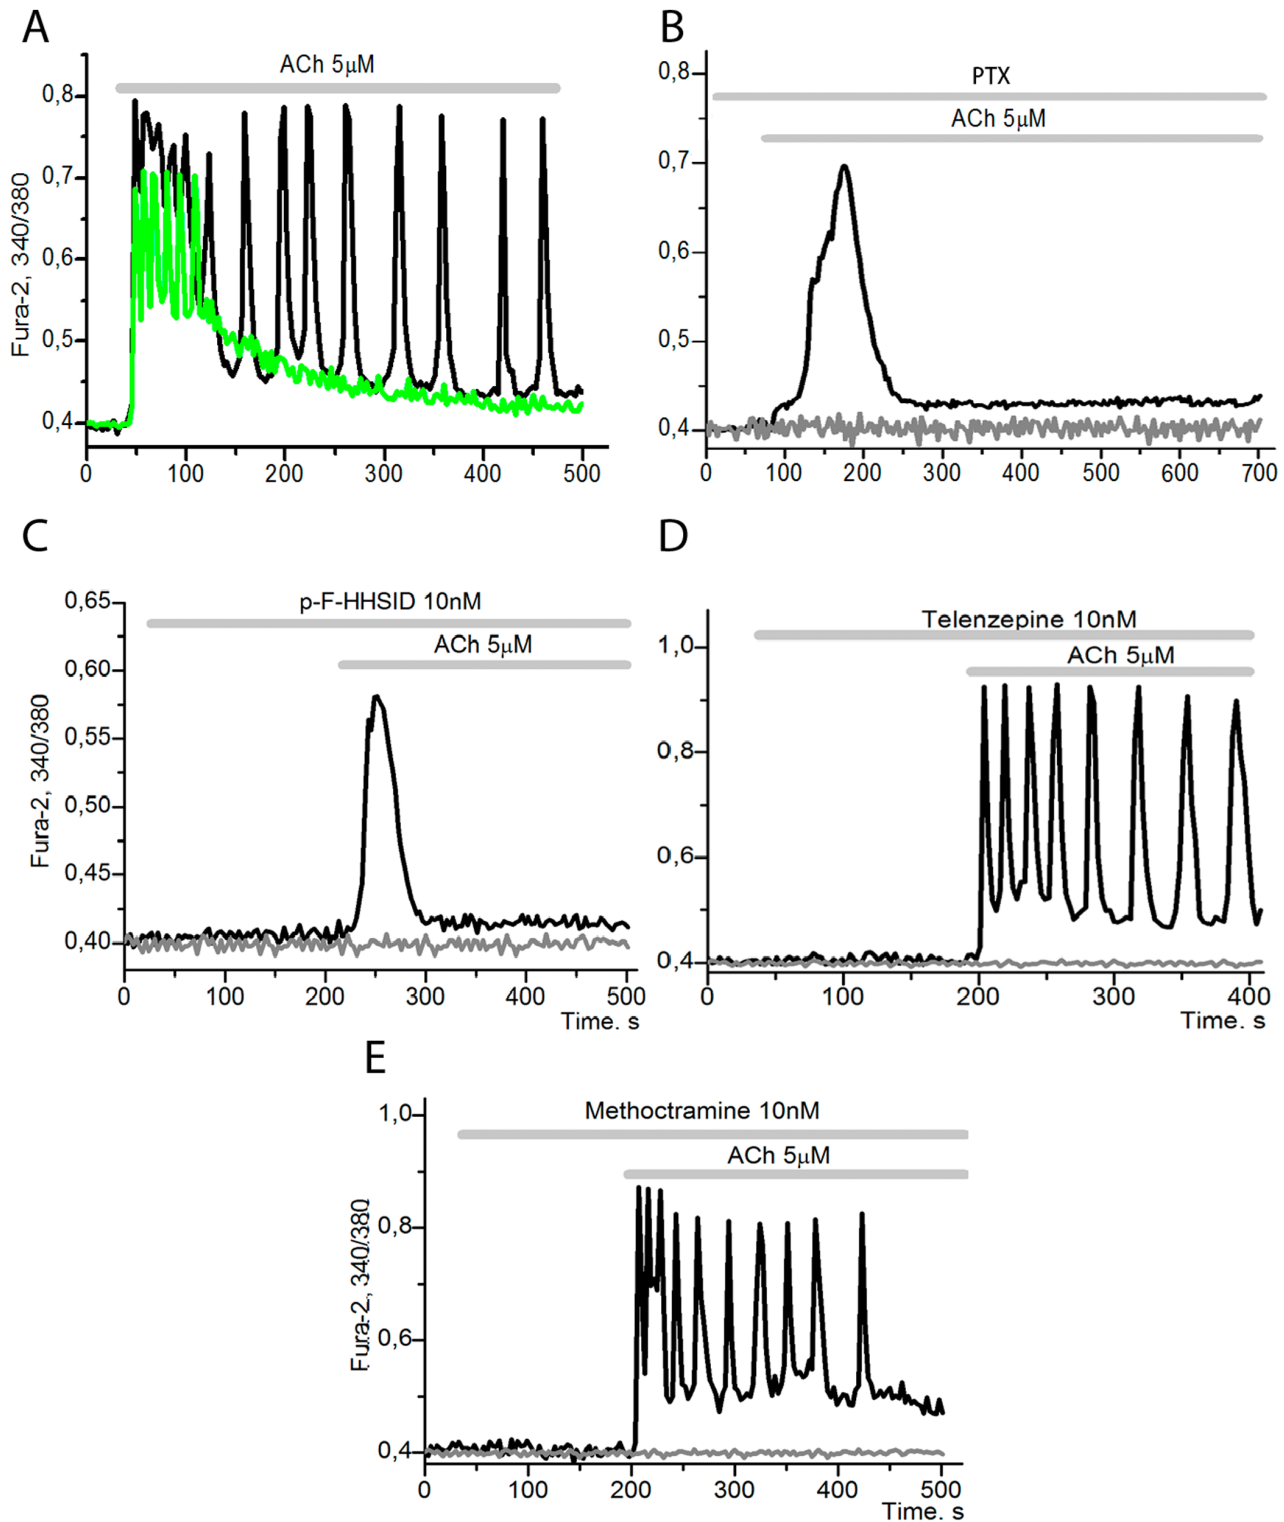 A
ACh 5µM
0,8
0,7
0,6
0,5
0,4
Fura-2, 340/380
0 100 200 300 400 500
B
PTX
ACh 5µM
0,8
0,7
0,6
0,5
0,4
0 100 200 300 400 500 600 700
C
p-F-HHSID 10nM
ACh 5µM
0,65
0,60
0,55
0,50
0,45
0,40
Fura-2, 340/380
0 100 200 300 400 500
Time. s
D
Telenzepine 10nM
ACh 5µM
1,0
0,8
0,6
0,4
0 100 200 300 400
Time. s
E
Methoctramine 10nM
ACh 5µM
1,0
0,8
0,6
0,4
Fura-2, 340/380
0 100 200 300 400 500
Time. s